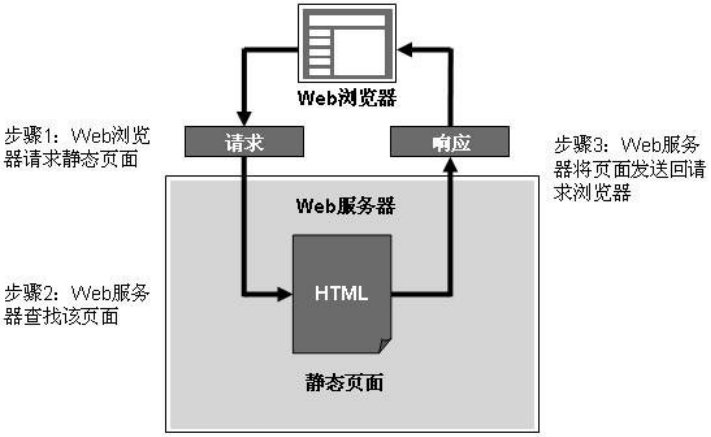 Web浏览器
步骤1：Web浏览
器请求静态页面
请求
响应
步骤3：Web服务
器将页面发送回请
求浏览器
Web服务器
步骤2：Web服务
器查找该页面
HTML
静态页面